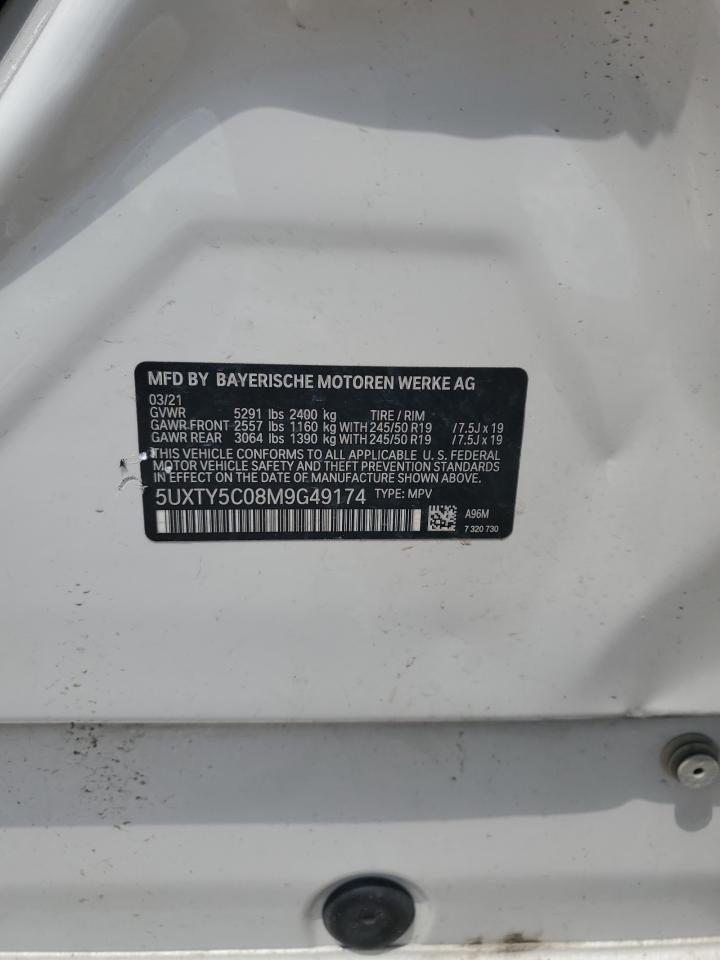 MFD BY BAYERISCHE MOTOREN WERKE AG
03/21
GVWR 5291 lbs 2400 kg TIRE / RIM
GAWR FRONT 2557 lbs 1160 kg WITH 245/50 R19 /7.5J x 19
GAWR REAR 3064 lbs 1390 kg WITH 245/50 R19 /7.5J x 19
THIS VEHICLE CONFORMS TO ALL APPLICABLE U. S. FEDERAL
MOTOR VEHICLE SAFETY AND THEFT PREVENTION STANDARDS
IN EFFECT ON THE DATE OF MANUFACTURE SHOWN ABOVE.
5UXTY5C08M9G49174 TYPE: MPV
A96M
7 320 730